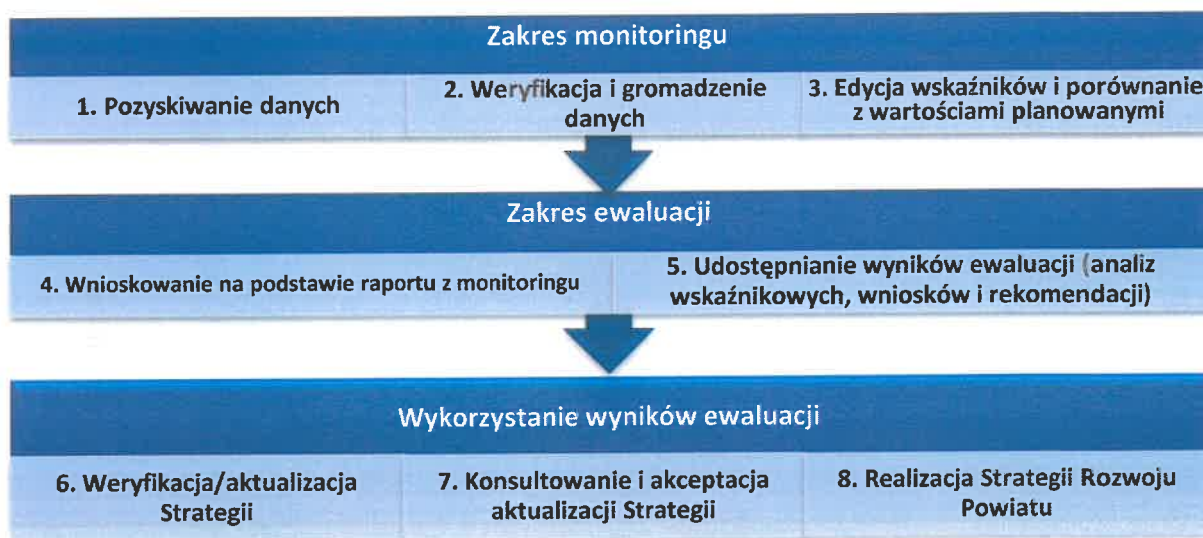 Zakres monitoringu
1. Pozyskiwanie danych
2. Weryfikacja i gromadzenie
danych
3. Edycja wskaźników i porównanie
z wartościami planowanymi
Zakres ewaluacji
4. Wnioskowanie na podstawie raportu z monitoringu
5. Udostępnianie wyników ewaluacji (analiz
wskaźnikowych, wniosków i rekomendacji)
Wykorzystanie wyników ewaluacji
6. Weryfikacja/aktualizacja
Strategii
7. Konsultowanie i akceptacja
aktualizacji Strategii
8. Realizacja Strategii Rozwoju
Powiatu